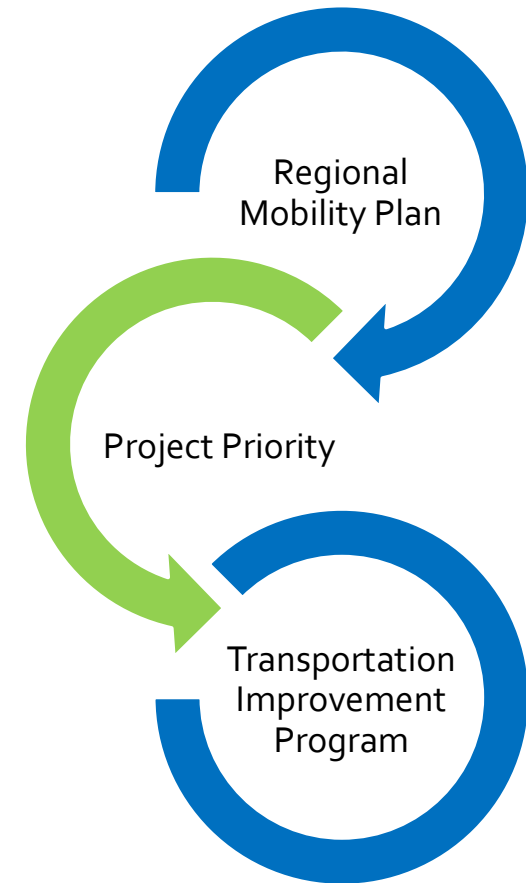 Regional
Mobility Plan
Project Priority
Transportation
Improvement
Program